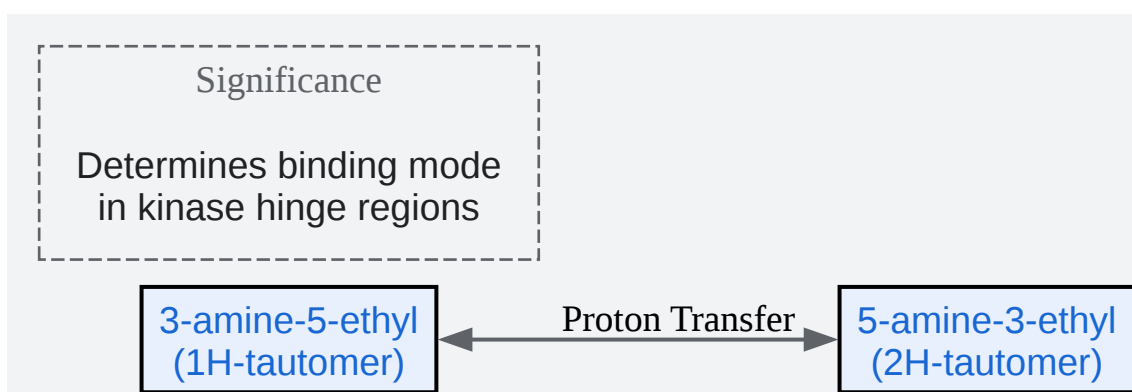 Significance
Determines binding mode
in kinase hinge regions
3-amine-5-ethyl
(1H-tautomer)
Proton Transfer
5-amine-3-ethyl
(2H-tautomer)